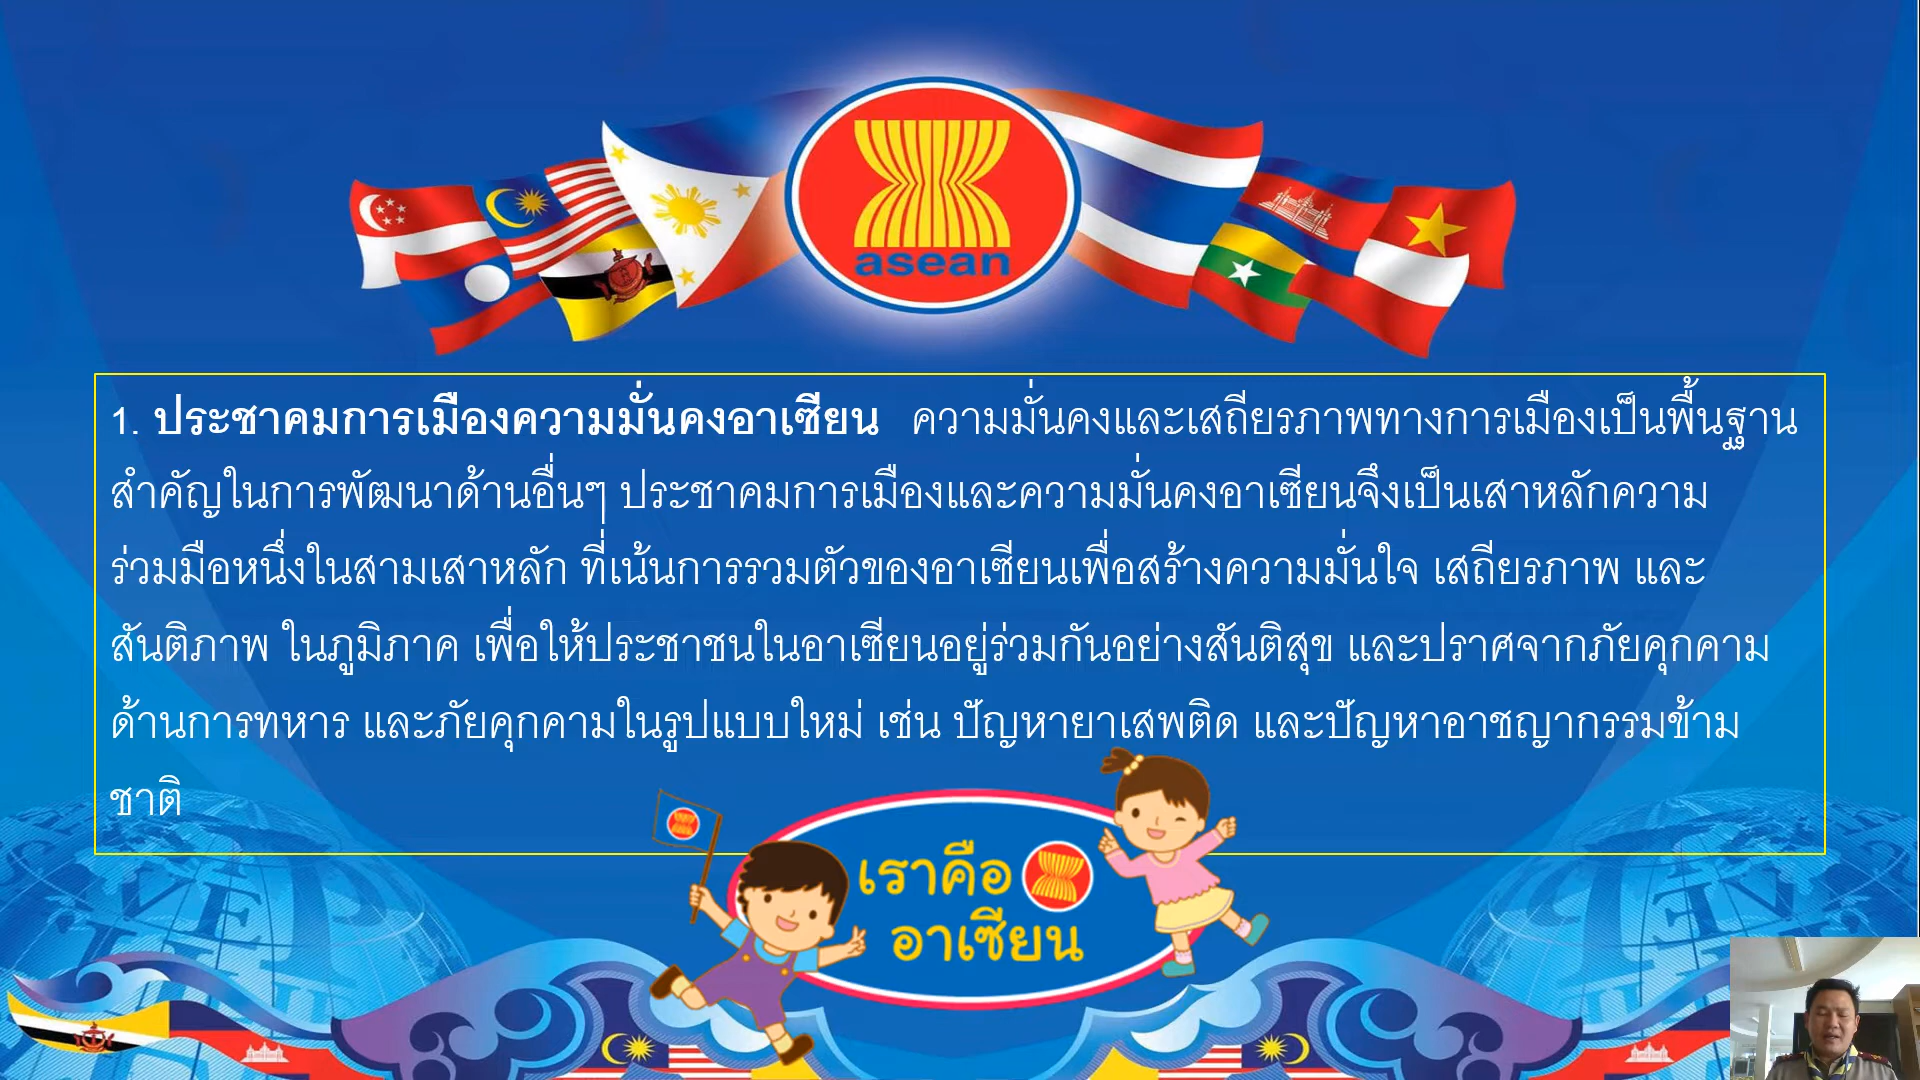 asean
1. ประชาคมการเมืองความมั่นคงอาเซียน ความมั่นคงและเสถียรภาพทางการเมืองเป็นพื้นฐาน
สำคัญในการพัฒนาด้านอื่นๆ ประชาคมการเมืองและความมั่นคงอาเซียนจึงเป็นเสาหลักความ
ร่วมมือหนึ่งในสามเสาหลัก ที่เน้นการรวมตัวของอาเซียนเพื่อสร้างความมั่นใจ เสถียรภาพ และ
สันติภาพ ในภูมิภาค เพื่อให้ประชาชนในอาเซียนอยู่ร่วมกันอย่างสันติสุข และปราศจากภัยคุกคาม
ด้านการทหาร และภัยคุกคามในรูปแบบใหม่ เช่น ปัญหายาเสพติด และปัญหาอาชญากรรมข้าม
ชาติ
เราคือ
อาเซียน